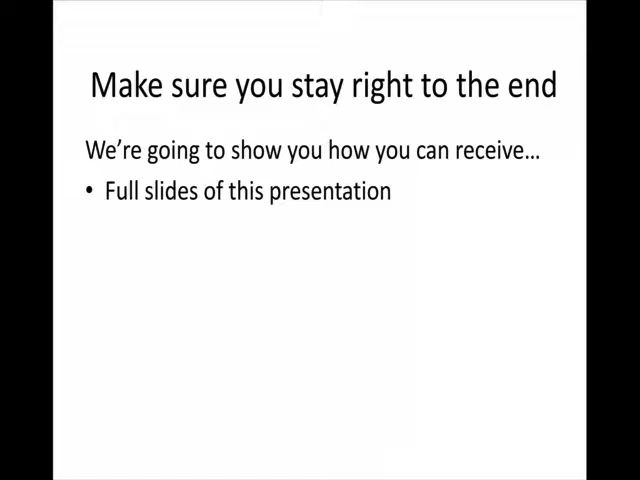 Make sure you stay right to the end
We're going to show you how you can receive…
• Full slides of this presentation